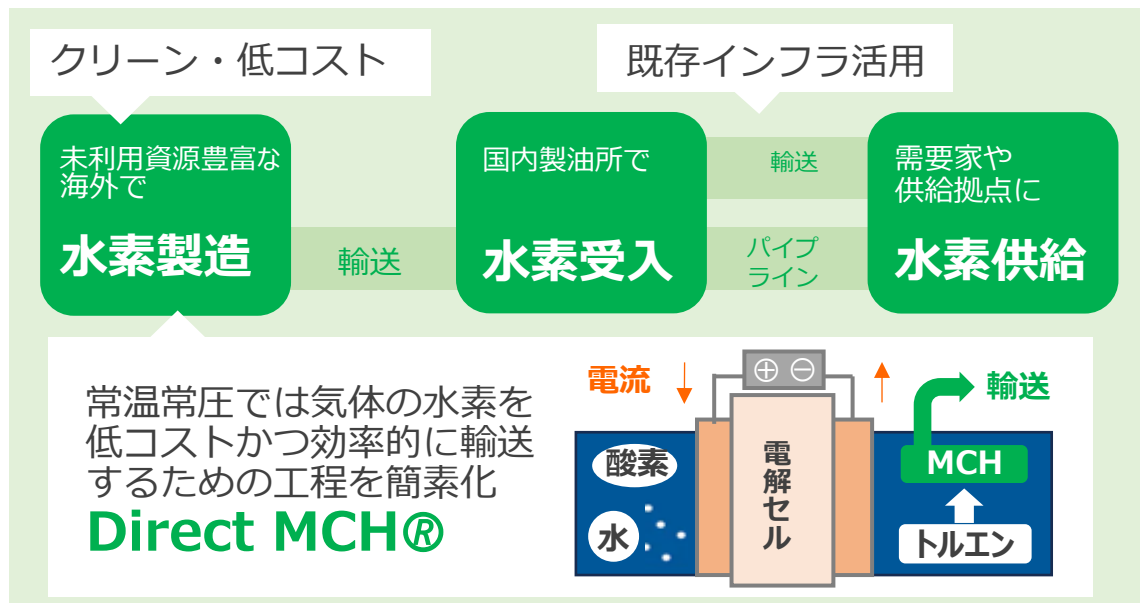 クリーン・低コスト
既存インフラ活用
未利用資源豊富な
海外で
水素製造
輸送
国内製油所で
水素受入
輸送
パイプ
ライン
需要家や
供給拠点に
水素供給
常温常圧では気体の水素を
低コストかつ効率的に輸送
するための工程を簡素化
Direct MCH®
電流
⊕ ⊖
輸送
酸素
水
電解セル
MCH
トルエン